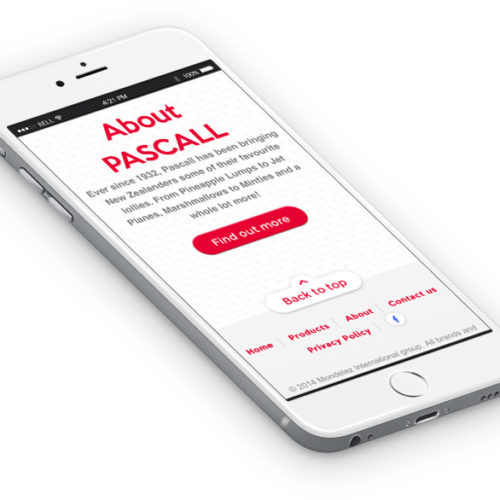 BELL 4:21 PM 100%
About
PASCALL
Ever since 1932, Pascall has been bringing
New Zealanders some of their favourite
lollies. From Pineapple Lumps to Jet
Planes, Marshmallows to Minties and a
whole lot more!
Find out more
Back to top
Home Products About Contact us
Privacy Policy f
© 2014 Mondelez International group. All brands and